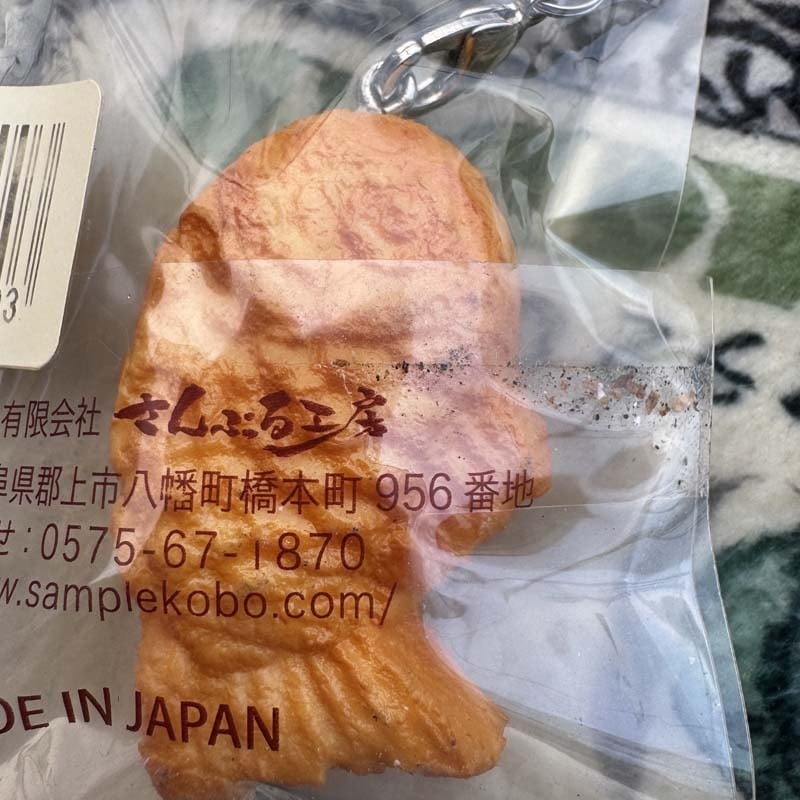 3
有限会社 さんぷる工房
阜県郡上市八幡町橋本町 956 番地
せ:0575-67-1870
w.samplekobo.com/
DE IN JAPAN